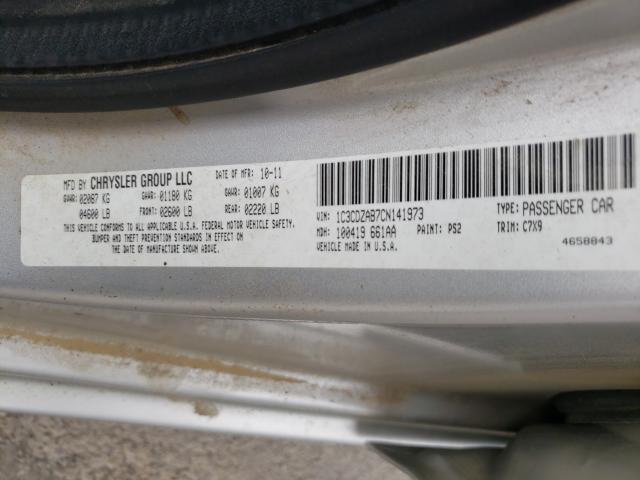 MFD BY CHRYSLER GROUP LLC DATE OF MFR: 10-11
GVWR: 02087 KG GAWR: 01180 KG GAWR: 01007 KG
04600 LB FRONT: 02600 LB REAR: 02220 LB
THIS VEHICLE CONFORMS TO ALL APPLICABLE U.S.A. FEDERAL MOTOR VEHICLE SAFETY,
BUMPER AND THEFT PREVENTION STANDARDS IN EFFECT ON
THE DATE OF MANUFACTURE SHOWN ABOVE.
VIN: 1C3CDZAB7CN141973 TYPE: PASSENGER CAR
MDH: 100419 661AA PAINT: PS2 TRIM: C7X9
VEHICLE MADE IN U.S.A. 4658843